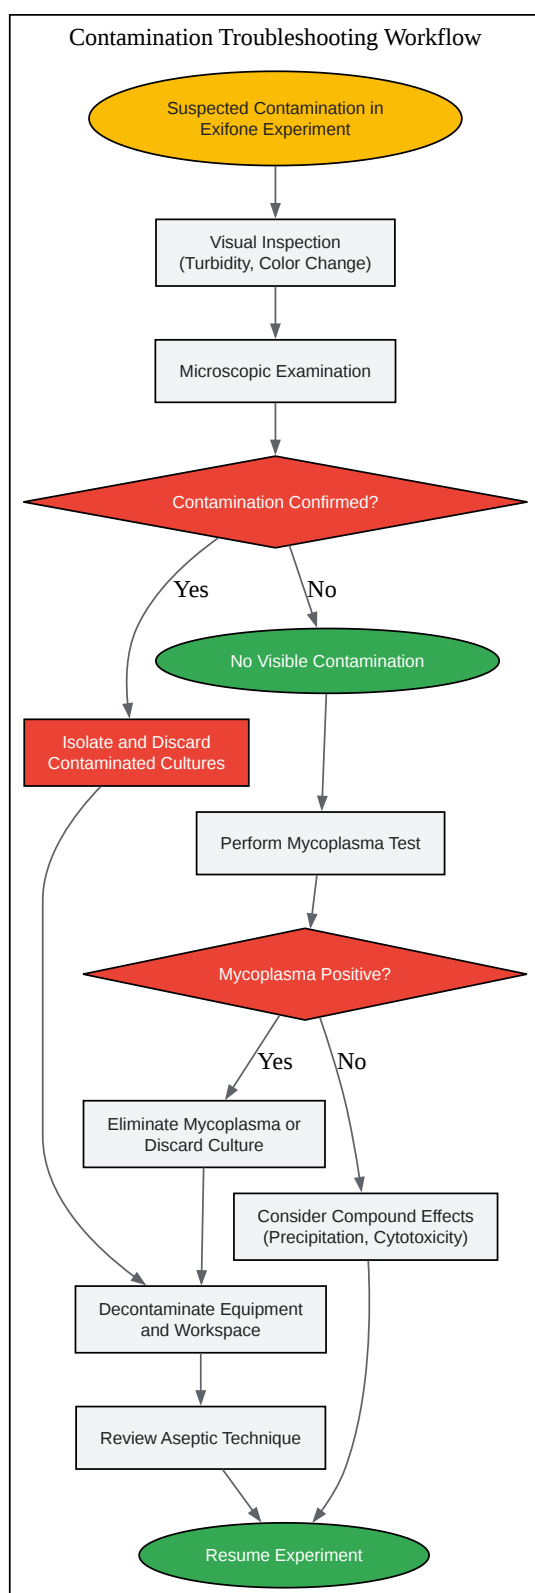 Contamination Troubleshooting Workflow
Suspected Contamination in
Exifone Experiment
Visual Inspection
(Turbidity, Color Change)
Microscopic Examination
Contamination Confirmed?
Yes
No
No Visible Contamination
Isolate and Discard
Contaminated Cultures
Perform Mycoplasma Test
Mycoplasma Positive?
Yes
No
Eliminate Mycoplasma or
Discard Culture
Consider Compound Effects
(Precipitation, Cytotoxicity)
Decontaminate Equipment
and Workspace
Review Aseptic Technique
Resume Experiment